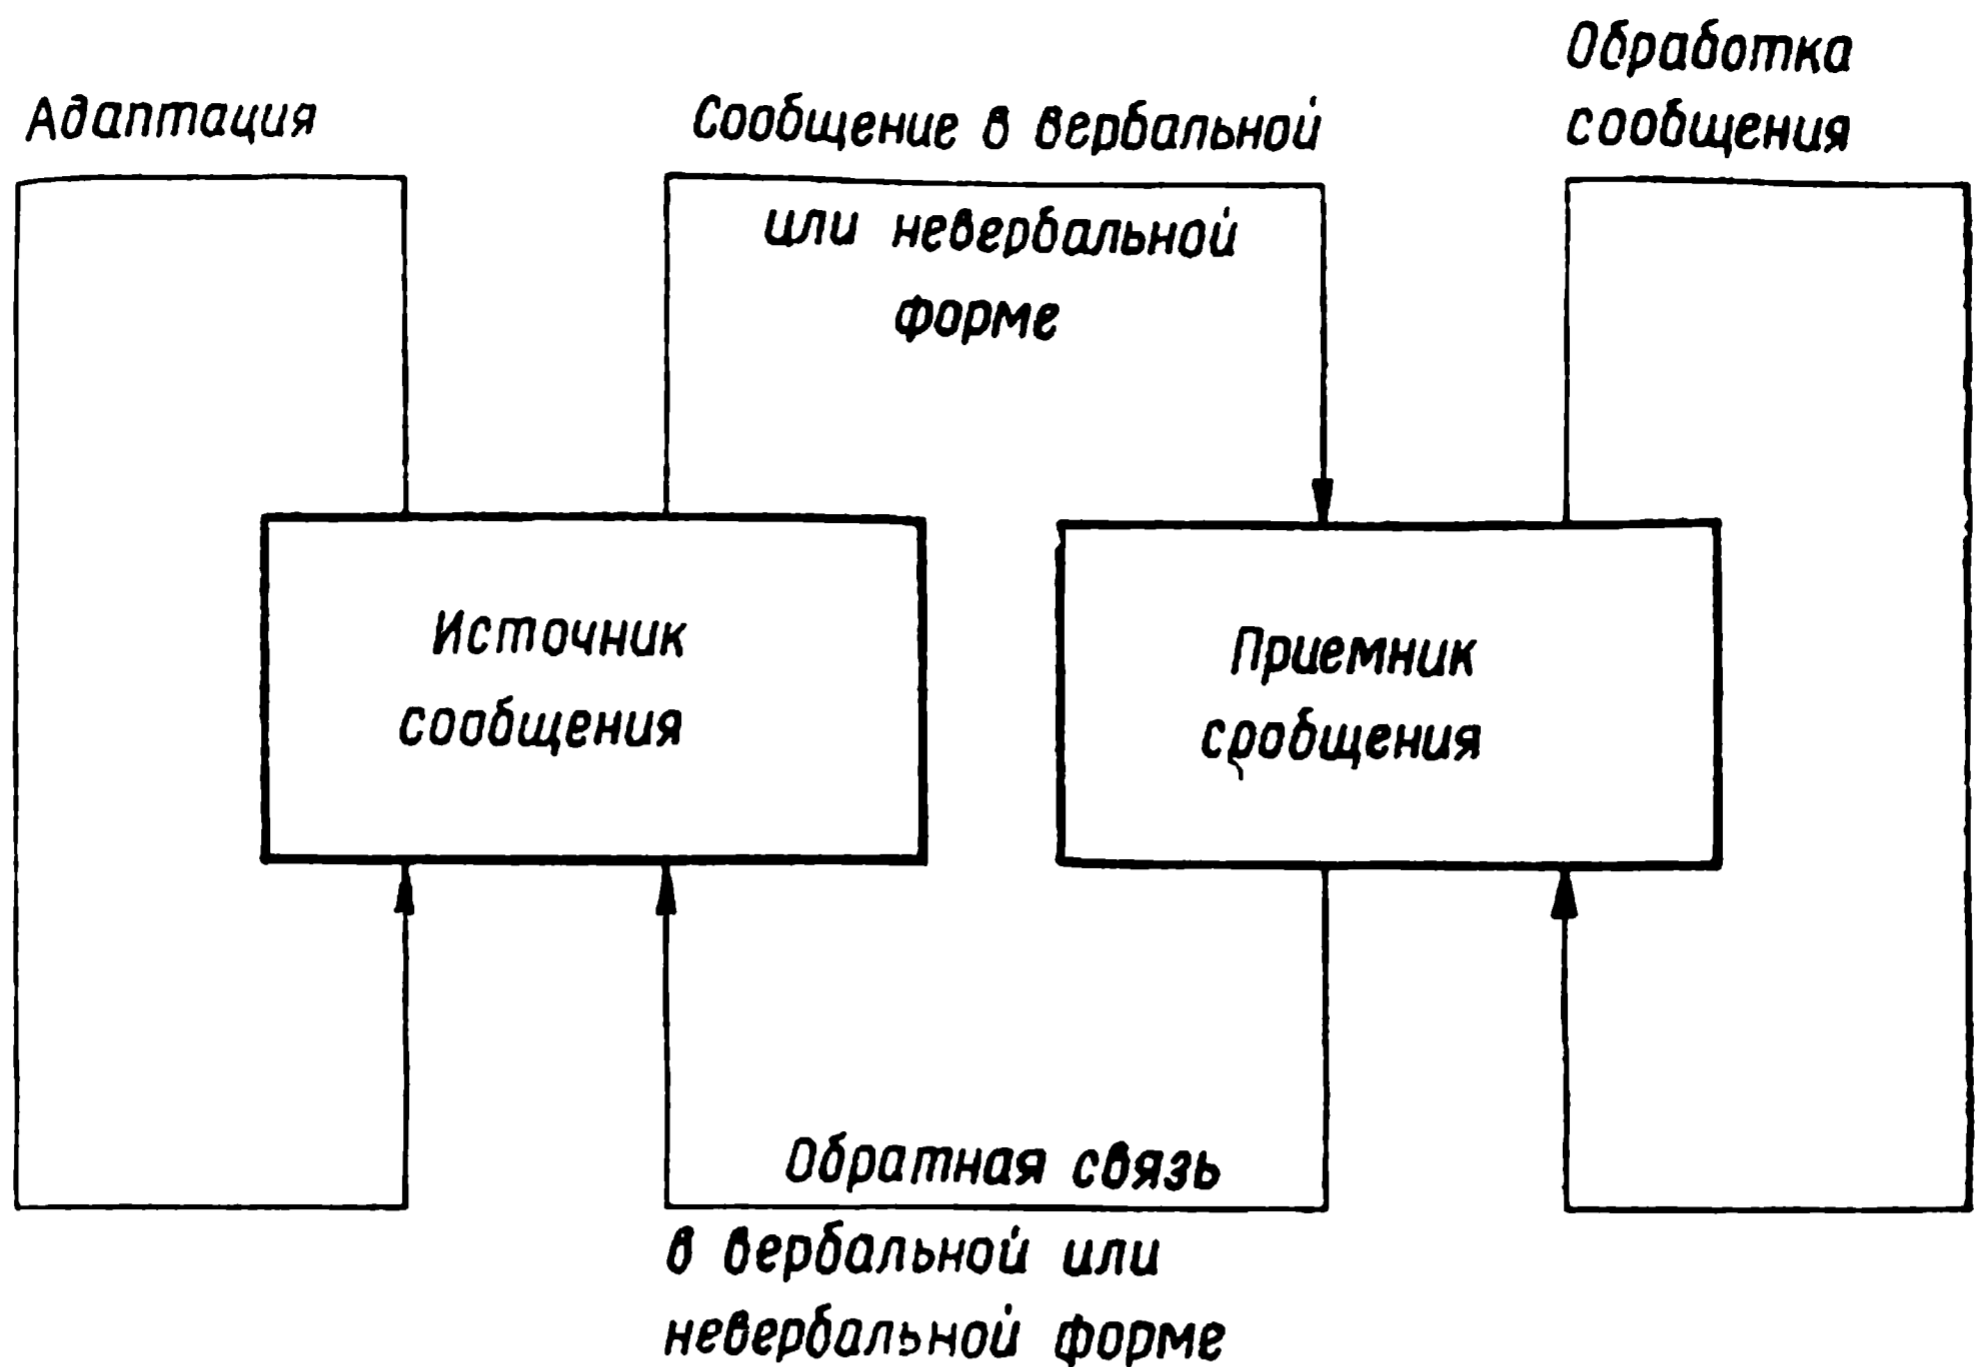 Адаптация
Сообщение в вербальной
или невербальной
форме
Обработка
сообщения
Источник
сообщения
Приемник
сообщения
Обратная связь
в вербальной или
невербальной форме